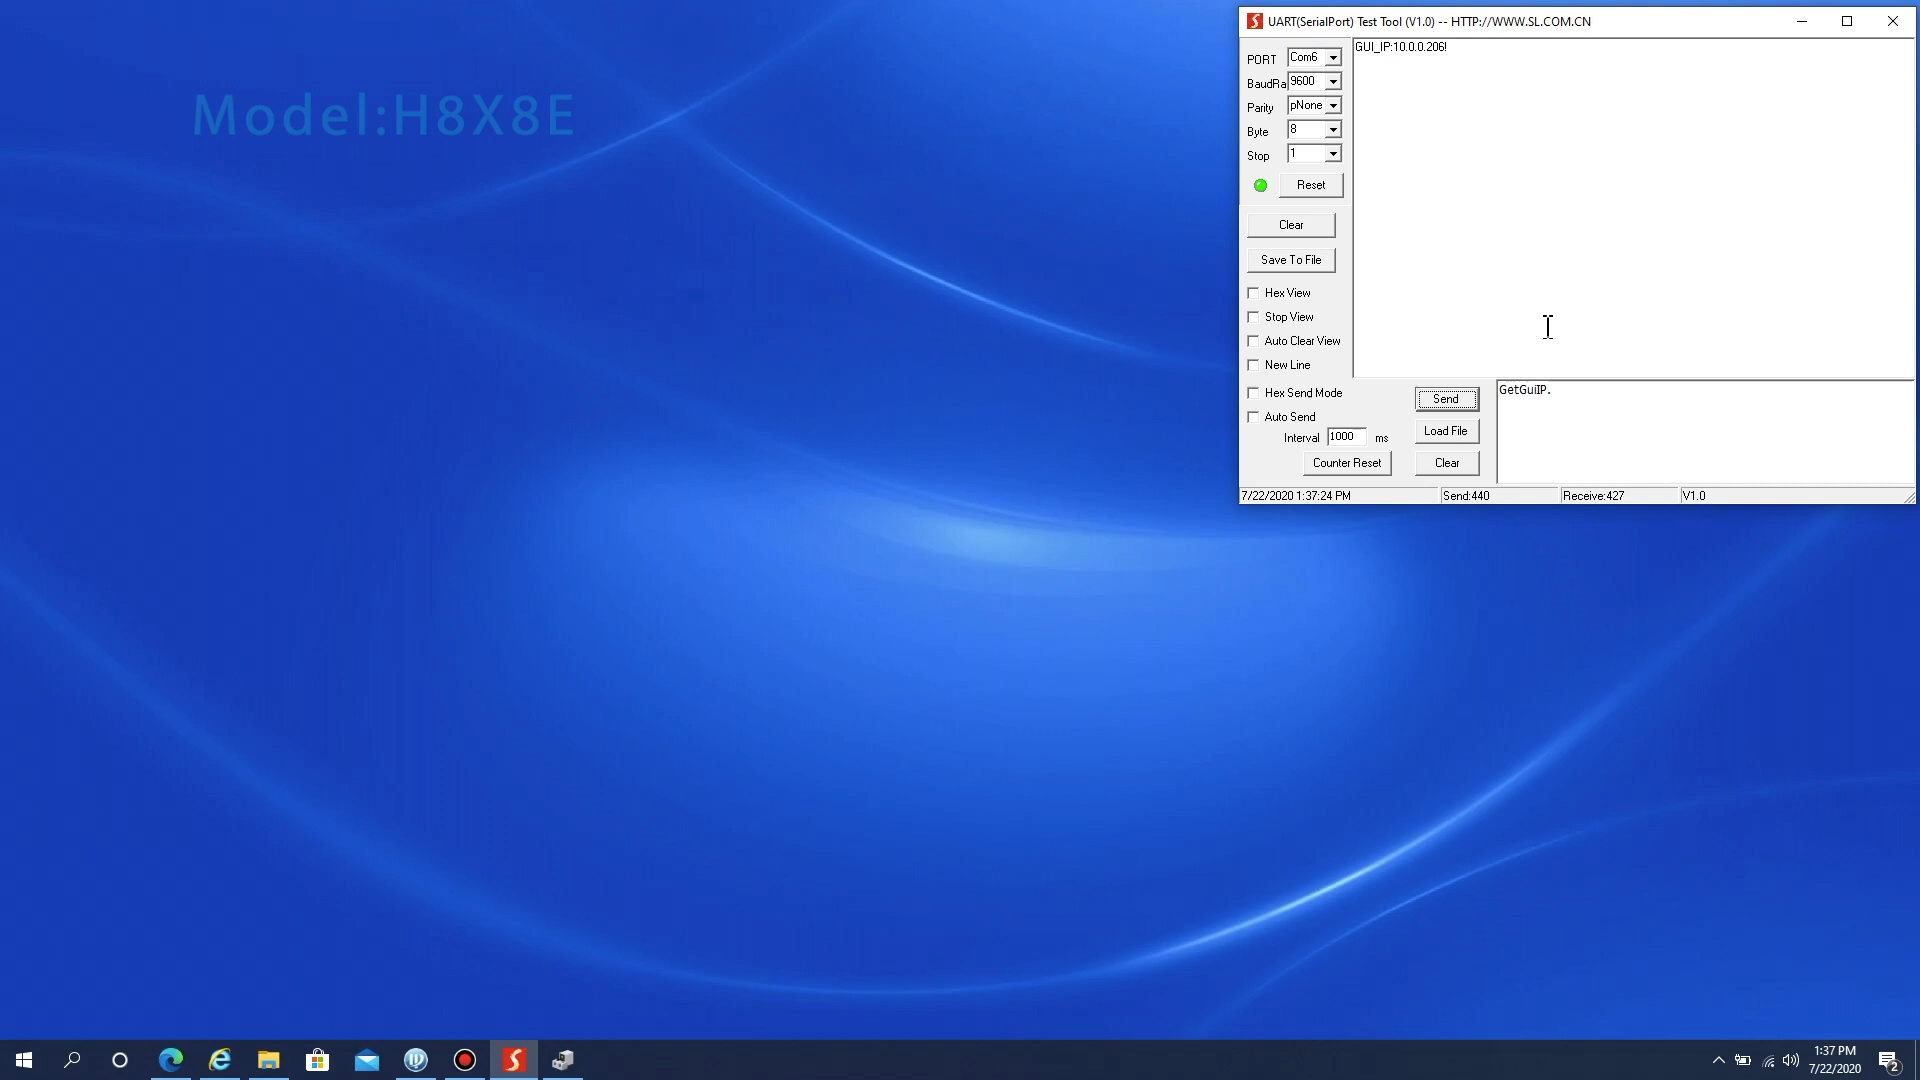 Model:H8X8E
UART(SerialPort) Test Tool (V1.0) -- HTTP://WWW.SL.COM.CN
PORT Com6
BaudRa 9600
Parity pNone
Byte 8
Stop 1
Reset
Clear
Save To File
Hex View
Stop View
Auto Clear View
New Line
GUI_IP:10.0.0.206!
Hex Send Mode
Auto Send
Interval 1000 ms
Counter Reset
Send
Load File
Clear
GetGuiIP.
7/22/2020 1:37:24 PM Send:440 Receive:427 V1.0
1:37 PM
7/22/2020
2